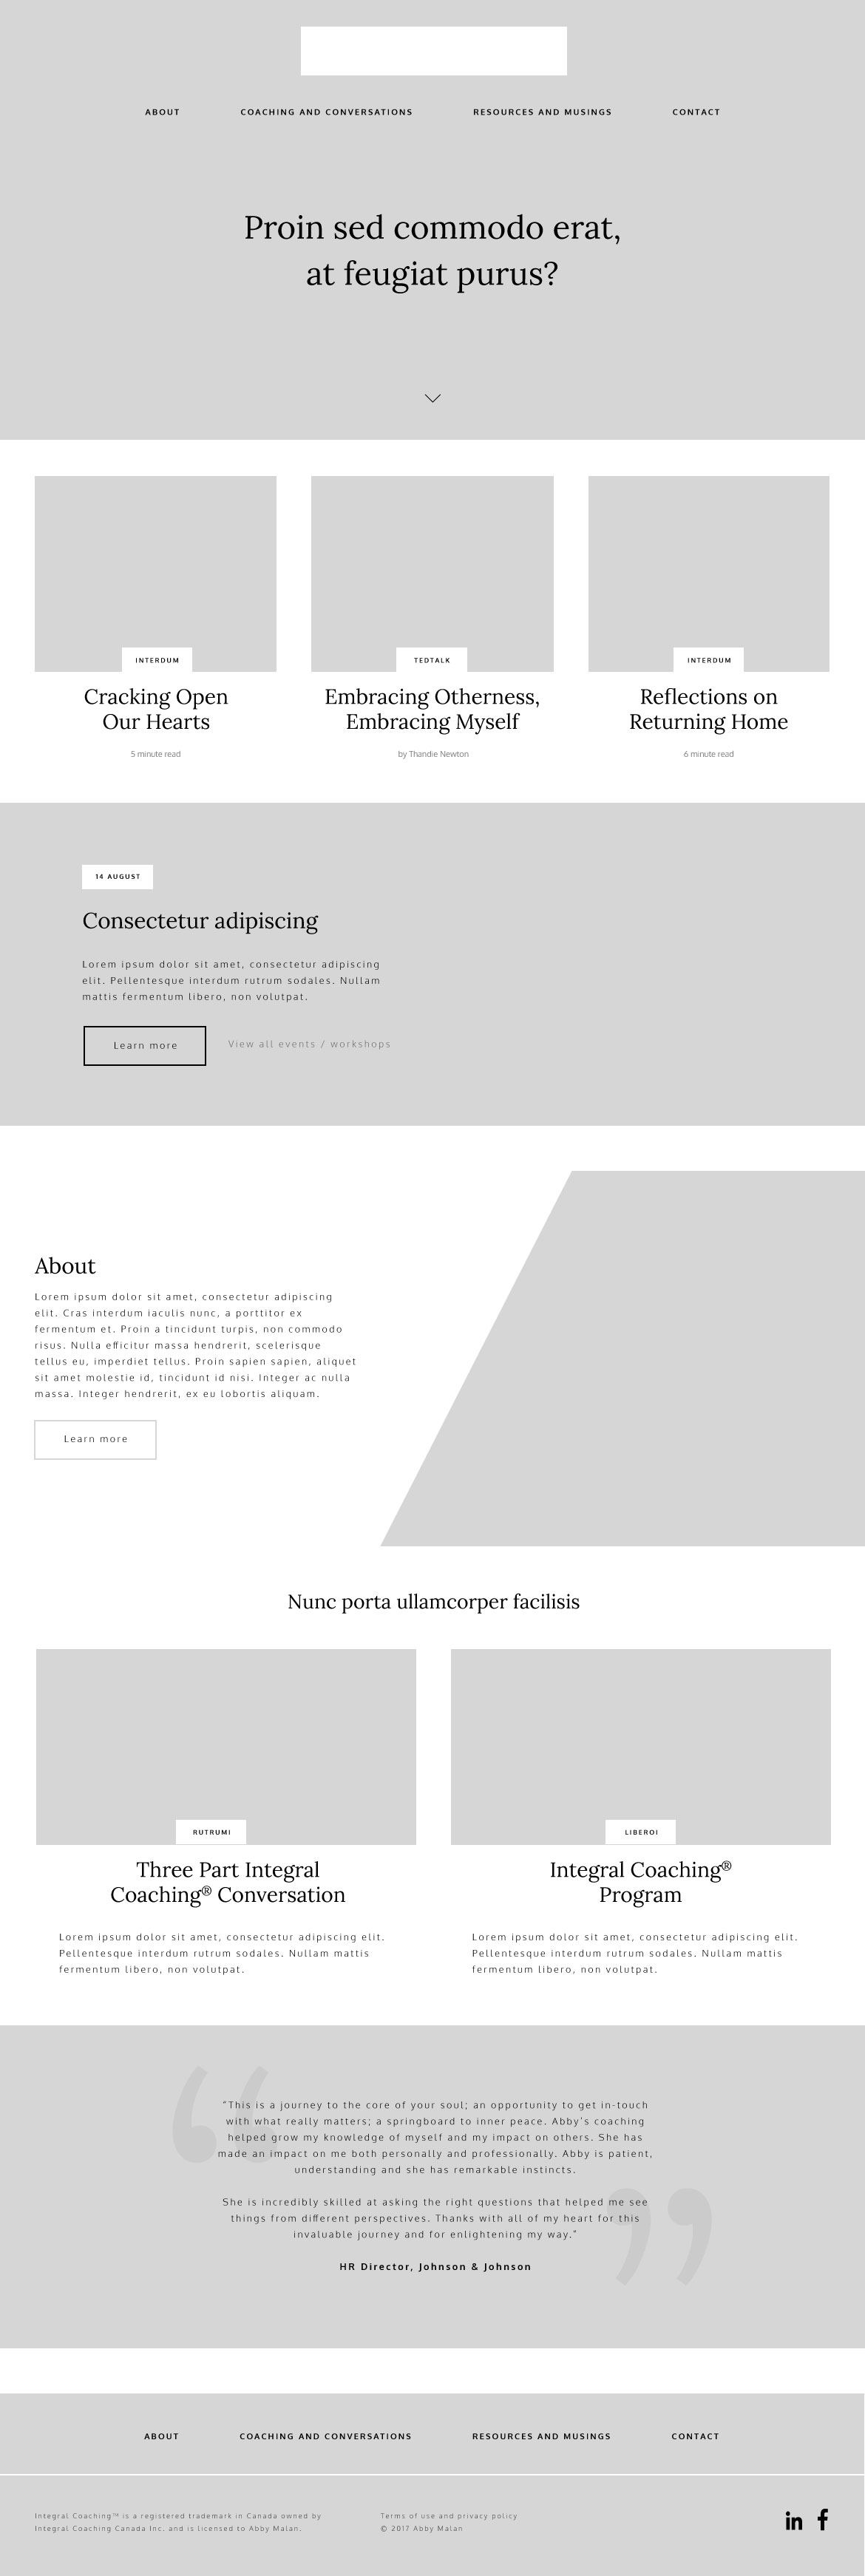 ABOUT COACHING AND CONVERSATIONS RESOURCES AND MUSINGS CONTACT
Proin sed commodo erat,
at feugiat purus?
INTERDUM
Cracking Open
Our Hearts
5 minute read
TEDTALK
Embracing Otherness,
Embracing Myself
by Thandie Newton
INTERDUM
Reflections on
Returning Home
6 minute read
14 AUGUST
Consectetur adipiscing
Lorem ipsum dolor sit amet, consectetur adipiscing
elit. Pellentesque interdum rutrum sodales. Nullam
mattis fermentum libero, non volutpat.
Learn more View all events / workshops
About
Lorem ipsum dolor sit amet, consectetur adipiscing
elit. Cras interdum iaculis nunc, a porttitor ex
fermentum et. Proin a tincidunt turpis, non commodo
risus. Nulla efficitur massa hendrerit, scelerisque
tellus eu, imperdiet tellus. Proin sapien sapien, aliquet
sit amet molestie id, tincidunt id nisi. Integer ac nulla
massa. Integer hendrerit, ex eu lobortis aliquam.
Learn more
Nunc porta ullamcorper facilisis
RUTRUMI
Three Part Integral
Coaching® Conversation
Lorem ipsum dolor sit amet, consectetur adipiscing elit.
Pellentesque interdum rutrum sodales. Nullam mattis
fermentum libero, non volutpat.
LIBEROI
Integral Coaching®
Program
Lorem ipsum dolor sit amet, consectetur adipiscing elit.
Pellentesque interdum rutrum sodales. Nullam mattis
fermentum libero, non volutpat.
“This is a journey to the core of your soul; an opportunity to get in-touch
with what really matters; a springboard to inner peace. Abby’s coaching
helped grow my knowledge of myself and my impact on others. She has
made an impact on me both personally and professionally. Abby is patient,
understanding and she has remarkable instincts.
She is incredibly skilled at asking the right questions that helped me see
things from different perspectives. Thanks with all of my heart for this
invaluable journey and for enlightening my way.”
HR Director, Johnson & Johnson
ABOUT COACHING AND CONVERSATIONS RESOURCES AND MUSINGS CONTACT
Integral Coaching™ is a registered trademark in Canada owned by
Integral Coaching Canada Inc. and is licensed to Abby Malan.
Terms of use and privacy policy
© 2017 Abby Malan
in f